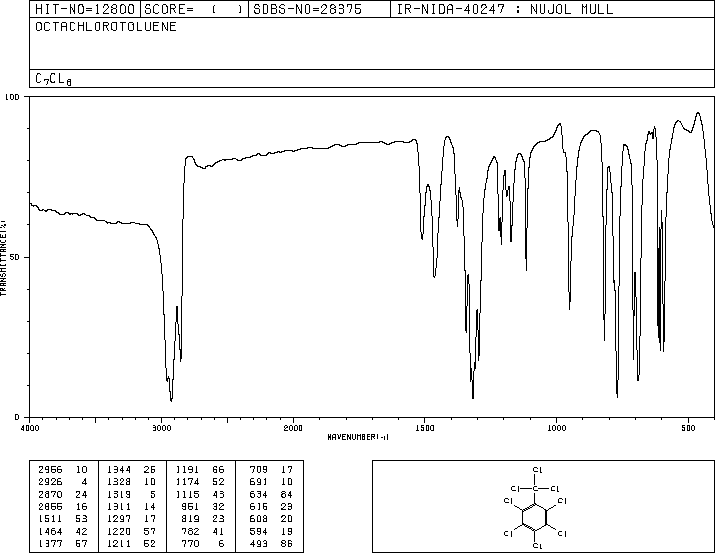 HIT-NO=12800 SCORE= ( ) SDBS-NO=28375 IR-NIDA-40247 : NUJOL MULL
OCTACHLOROTOLUENE
C7CL8
100
50
0
TRANSMITTANCE(%)
4000 3000 2000 1500 1000 500
WAVENUMBER(-1)
2956 10 1344 26 1191 66 709 17
2926 4 1328 10 1174 52 691 10
2870 24 1319 5 1115 43 634 84
2855 16 1311 14 951 32 616 23
1511 53 1297 17 819 23 608 20
1464 42 1220 57 782 41 594 19
1377 57 1211 52 770 6 493 86
Cl
Cl C Cl
Cl Cl
Cl Cl
Cl